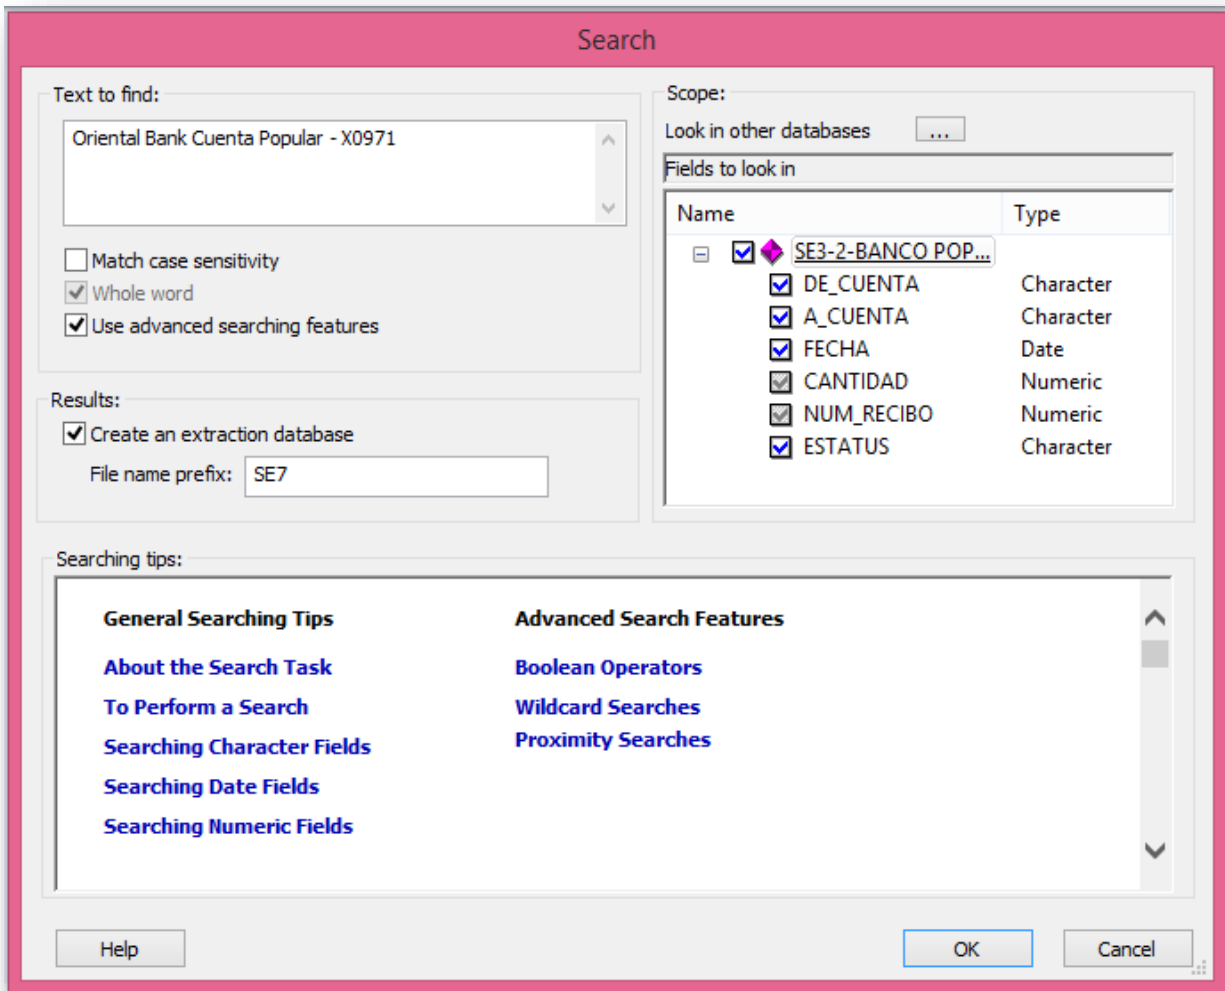 Search
Text to find:
Oriental Bank Cuenta Popular - X0971
Match case sensitivity
Whole word
Use advanced searching features
Results:
Create an extraction database
File name prefix: SE7
Scope:
Look in other databases ...
Fields to look in
Name Type
SE3-2-BANCO POP...
DE_CUENTA Character
A_CUENTA Character
FECHA Date
CANTIDAD Numeric
NUM_RECIBO Numeric
ESTATUS Character
Searching tips:
General Searching Tips
About the Search Task
To Perform a Search
Searching Character Fields
Searching Date Fields
Searching Numeric Fields
Advanced Search Features
Boolean Operators
Wildcard Searches
Proximity Searches
Help OK Cancel